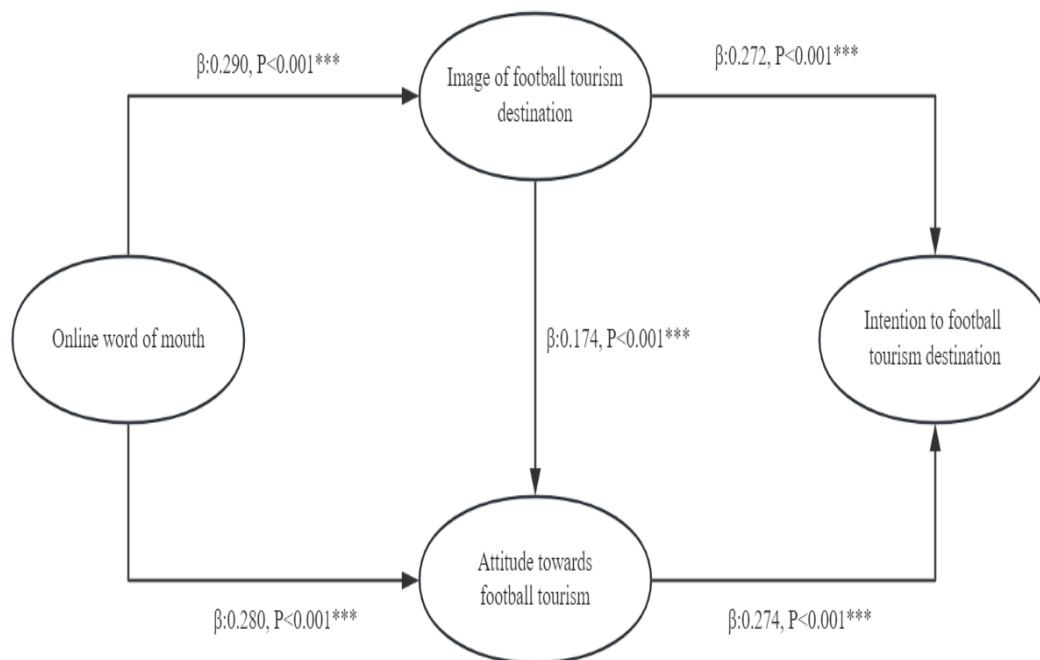 β:0.290, P<0.001***
Image of football tourism
destination
β:0.272, P<0.001***
Online word of mouth
β:0.174, P<0.001***
Intention to football
tourism destination
Attitude towards
football tourism
β:0.280, P<0.001***
β:0.274, P<0.001***